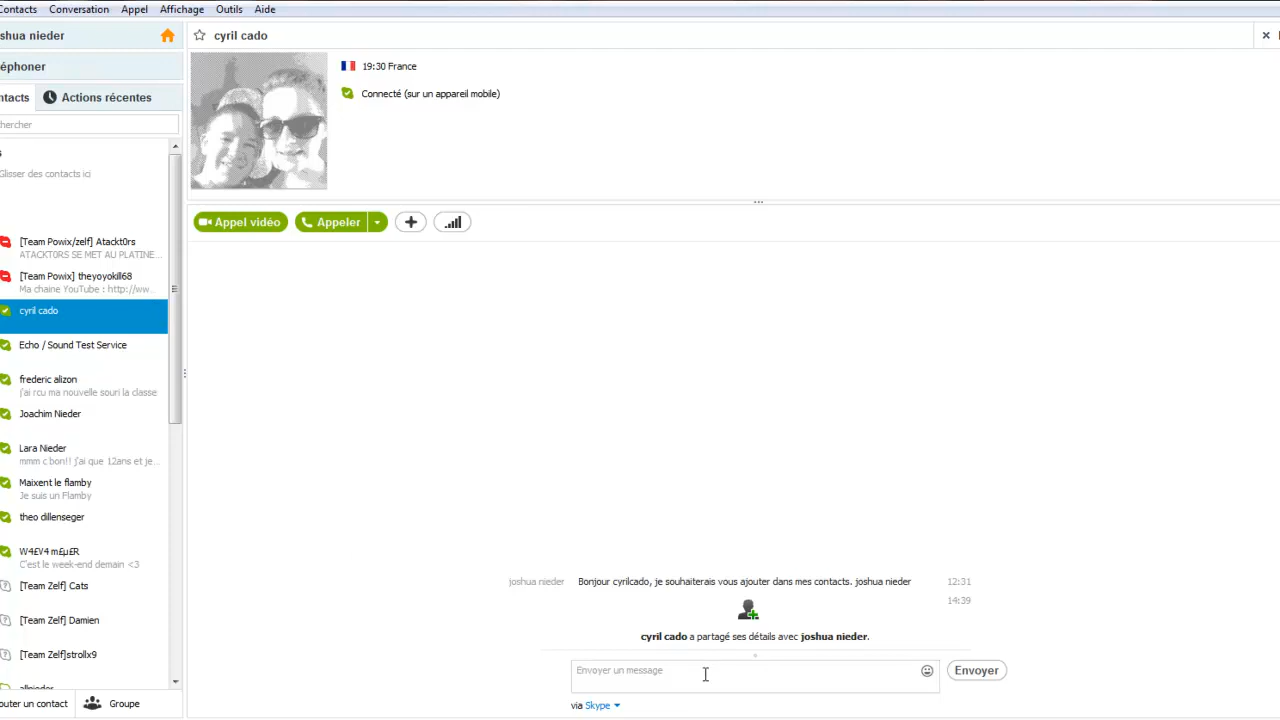 Contacts Conversation Appel Affichage Outils Aide
shua nieder
éphoner
ntacts Actions récentes
hercher
s
Glisser des contacts ici
[Team Powix/zelf] Atackt0rs
ATACKT0RS SE MET AU PLATINE...
[Team Powix] theyoyokill68
Ma chaine YouTube : http://ww...
cyril cado
Echo / Sound Test Service
frederic alizon
j'ai rcu ma nouvelle souri la classe
Joachim Nieder
Lara Nieder
mmm c bon!! j'ai que 12ans et je...
Maixent le flamby
Je suis un Flamby
theo dillenseger
W4£V4 m£µ£R
C'est le week-end demain <3
[Team Zelf] Cats
[Team Zelf] Damien
[Team Zelf]strollx9
allnieder
outer un contact Groupe
cyril cado
19:30 France
Connecté (sur un appareil mobile)
Appel vidéo Appeler
joshua nieder Bonjour cyrilcado, je souhaiterais vous ajouter dans mes contacts. joshua nieder 12:31
14:39
cyril cado a partagé ses détails avec joshua nieder.
Envoyer un message Envoyer
via Skype